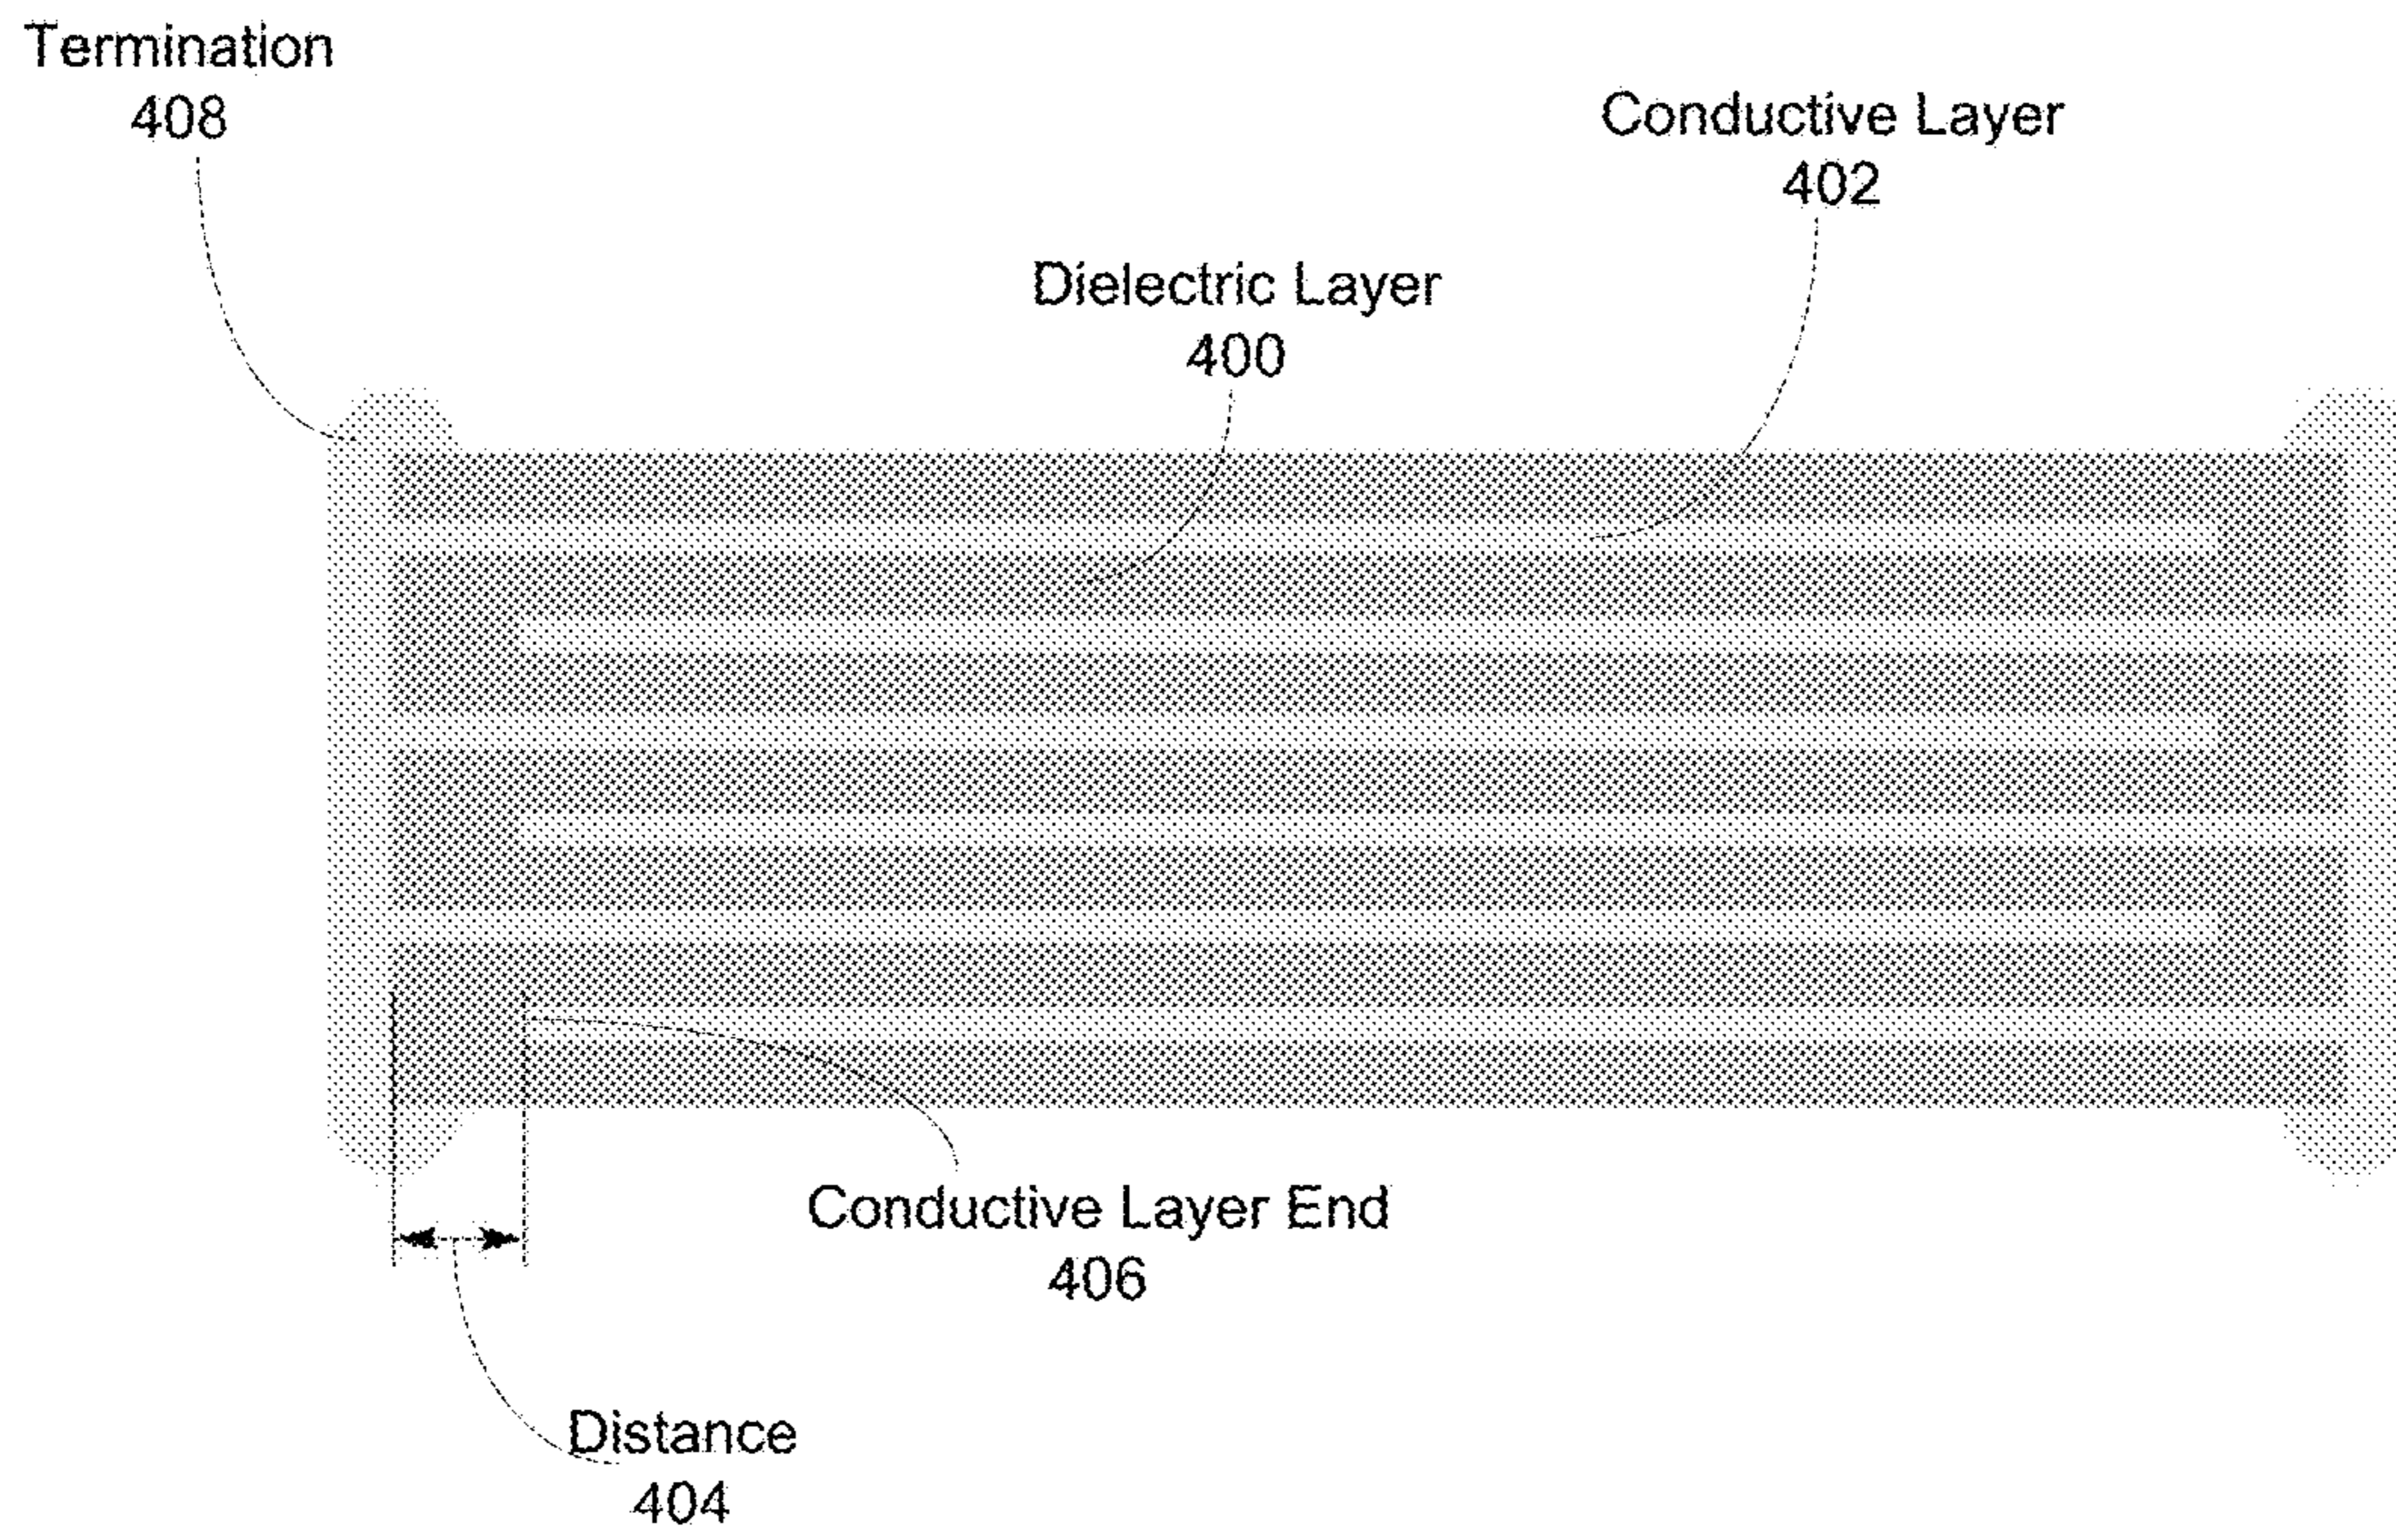 Termination
408
Conductive Layer
402
Dielectric Layer
400
Conductive Layer End
406
Distance
404